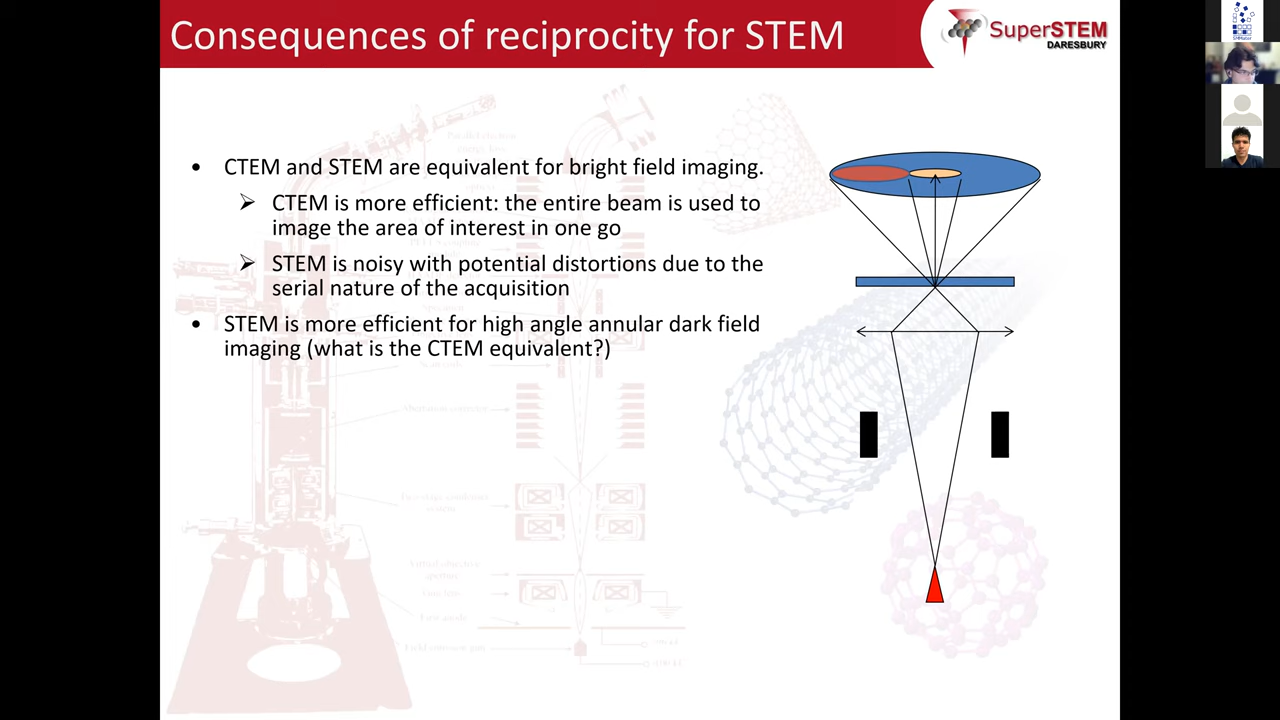 Consequences of reciprocity for STEM
SuperSTEM
DARESBURY
• CTEM and STEM are equivalent for bright field imaging.
➢ CTEM is more efficient: the entire beam is used to
image the area of interest in one go
➢ STEM is noisy with potential distortions due to the
serial nature of the acquisition
• STEM is more efficient for high angle annular dark field
imaging (what is the CTEM equivalent?)